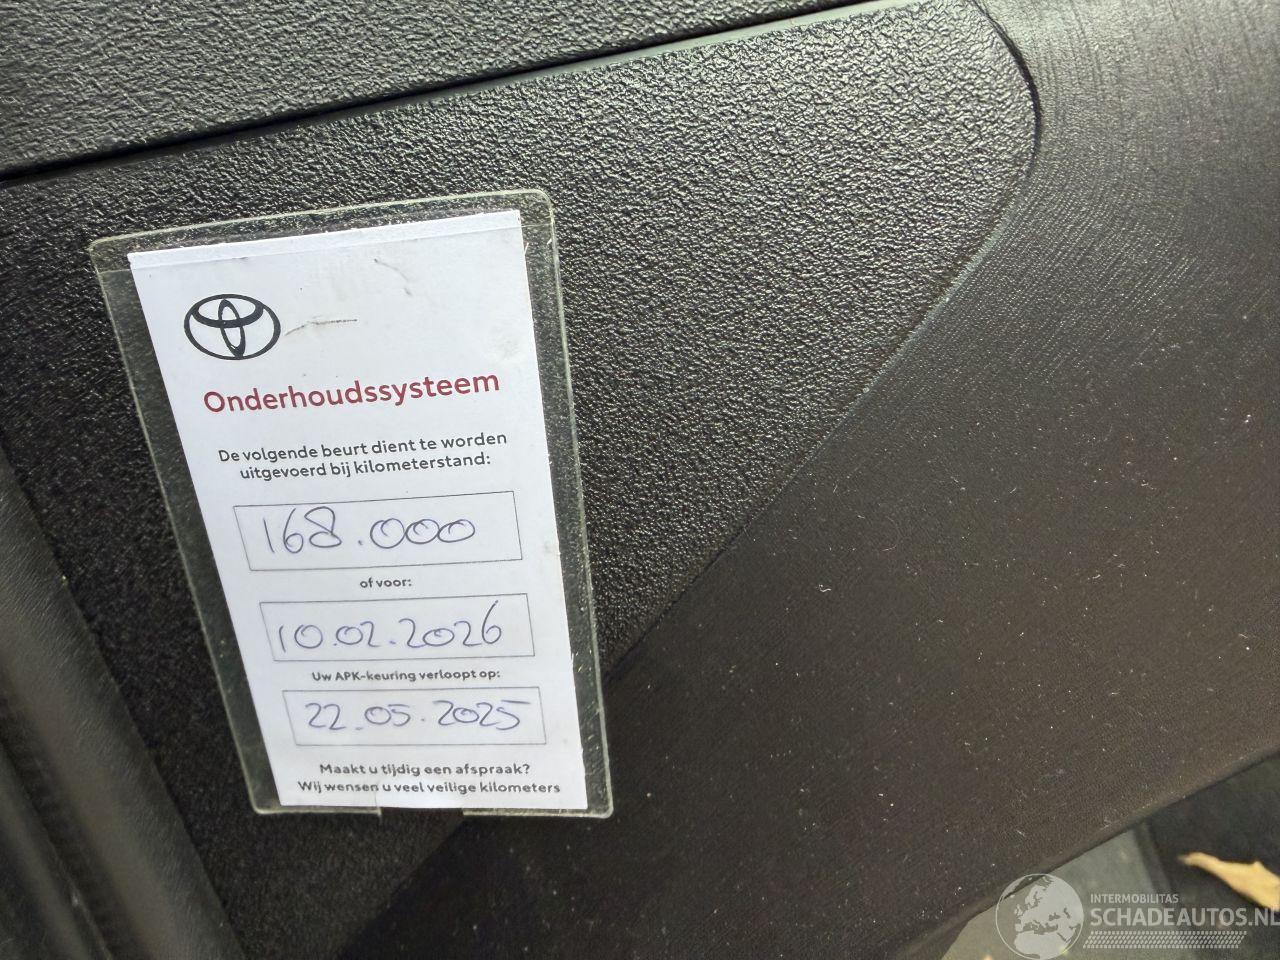 Onderhoudssysteem
De volgende beurt dient te worden
uitgevoerd bij kilometerstand:
168.000
of voor:
10.02.2026
Uw APK-keuring verloopt op:
22.05.2025
Maakt u tijdig een afspraak?
Wij wensen u veel veilige kilometers
INTERMOBILITAS
SCHADEAUTOS.NL